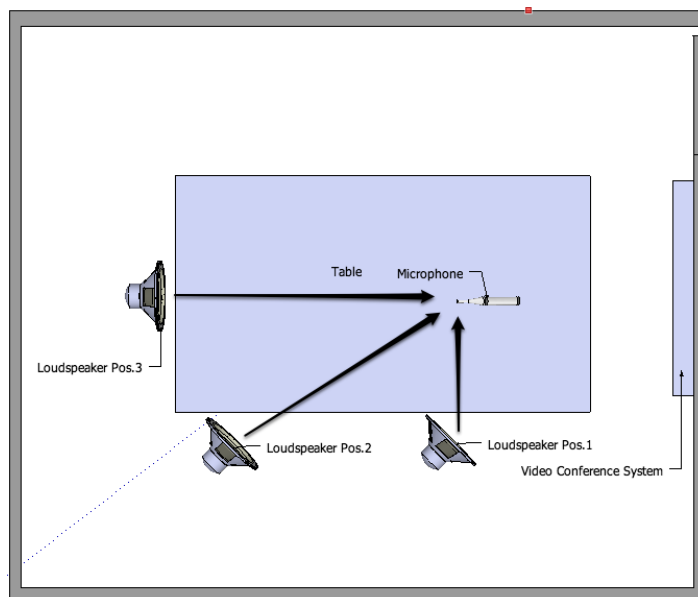 Table
Microphone
Loudspeaker Pos.3
Loudspeaker Pos.2
Loudspeaker Pos.1
Video Conference System